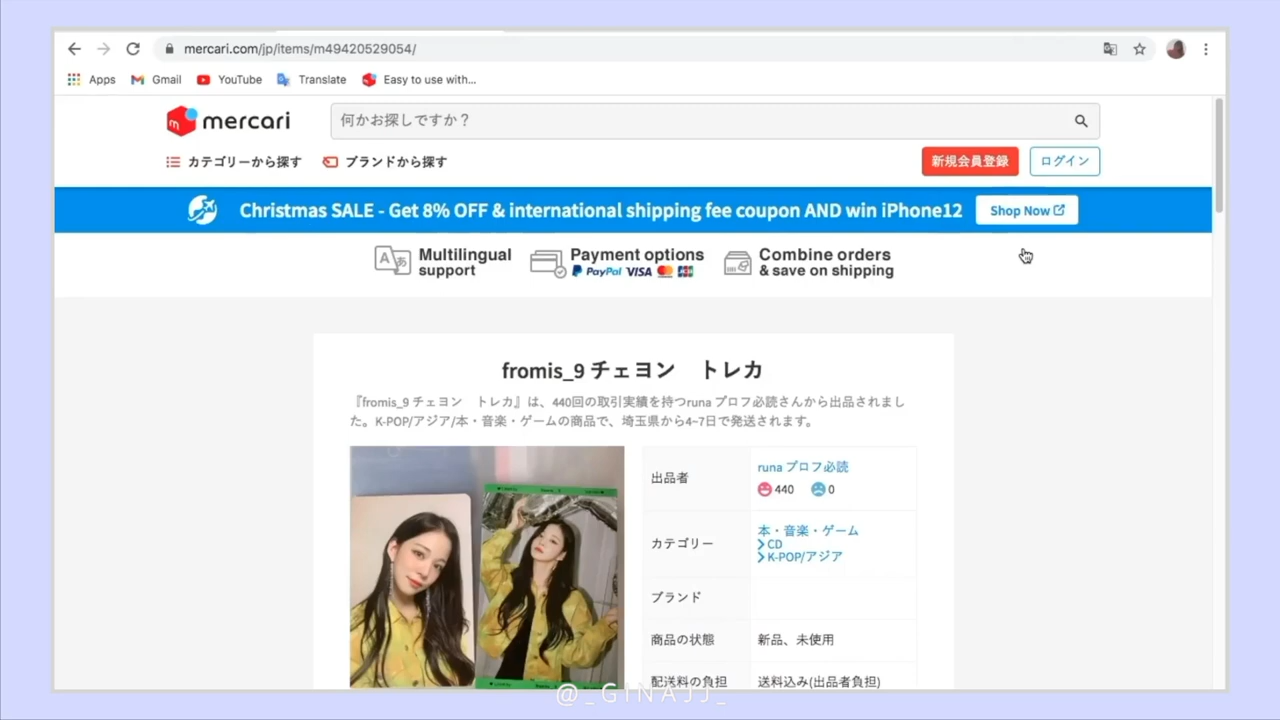 mercari.com/jp/items/m49420529054/
Apps Gmail YouTube Translate Easy to use with...
mercari 何かお探しですか？
カテゴリーから探す ブランドから探す 新規会員登録 ログイン
Christmas SALE - Get 8% OFF & international shipping fee coupon AND win iPhone12 Shop Now
Multilingual support
Payment options
PayPal VISA JCB
Combine orders
& save on shipping
fromis_9 チェヨン　トレカ
『fromis_9 チェヨン　トレカ』は、440回の取引実績を持つruna プロフ必読さんから出品されまし
た。K-POP/アジア/本・音楽・ゲームの商品で、埼玉県から4~7日で発送されます。
出品者 runa プロフ必読
440 0
カテゴリー 本・音楽・ゲーム
CD
K-POP/アジア
ブランド
商品の状態 新品、未使用
配送料の負担 送料込み(出品者負担)
@_GINAJJ_